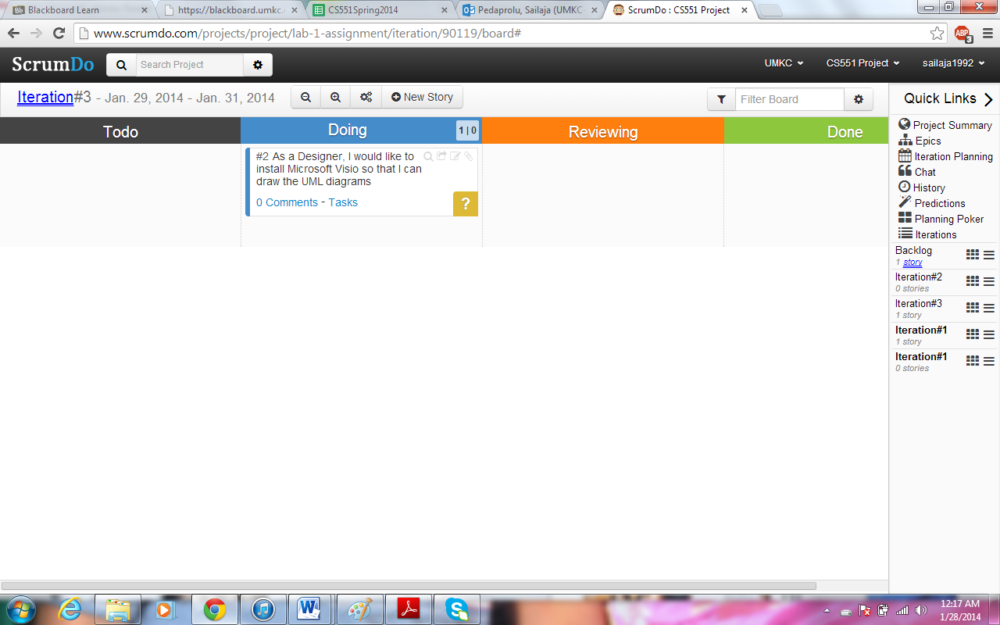 Blackboard Learn
https://blackboard.umkc.
CS551Spring2014
Pedaprolu, Sailaja (UMKC-
ScrumDo : CS551 Project
www.scrumdo.com/projects/project/lab-1-assignment/iteration/90119/board#
ABP
3
ScrumDo
Search Project
UMKC
CS551 Project
sailaja1992
Iteration#3 - Jan. 29, 2014 - Jan. 31, 2014
New Story
Filter Board
Quick Links
Todo
Doing
1 | 0
Reviewing
Done
#2 As a Designer, I would like to
install Microsoft Visio so that I can
draw the UML diagrams
0 Comments - Tasks
?
Project Summary
Epics
Iteration Planning
Chat
History
Predictions
Planning Poker
Iterations
Backlog
1 story
Iteration#2
0 stories
Iteration#3
1 story
Iteration#1
1 story
Iteration#1
0 stories
12:17 AM
1/28/2014